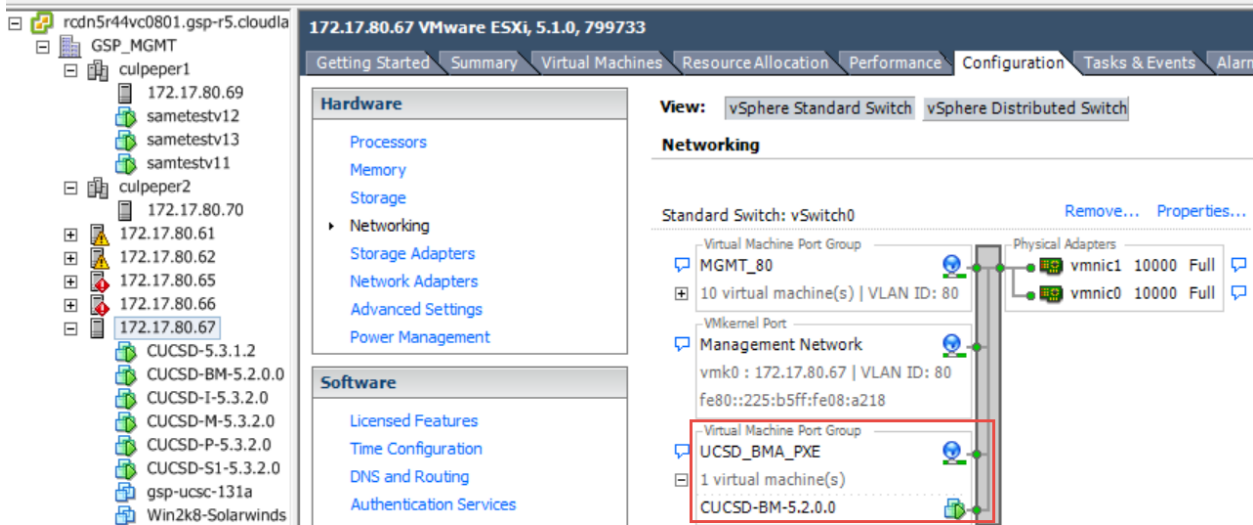 rcdn5r44vc0801.gsp-r5.cloudla
GSP_MGMT
culpeper1
172.17.80.69
sametestv12
sametestv13
samtestv11
culpeper2
172.17.80.70
172.17.80.61
172.17.80.62
172.17.80.65
172.17.80.66
172.17.80.67
CUCSD-5.3.1.2
CUCSD-BM-5.2.0.0
CUCSD-I-5.3.2.0
CUCSD-M-5.3.2.0
CUCSD-P-5.3.2.0
CUCSD-S1-5.3.2.0
gsp-ucsc-131a
Win2k8-Solarwinds
172.17.80.67 VMware ESXi, 5.1.0, 799733
Getting Started Summary Virtual Machines Resource Allocation Performance Configuration Tasks & Events Alarm
Hardware
Processors
Memory
Storage
Networking
Storage Adapters
Network Adapters
Advanced Settings
Power Management
Software
Licensed Features
Time Configuration
DNS and Routing
Authentication Services
View: vSphere Standard Switch vSphere Distributed Switch
Networking
Standard Switch: vSwitch0 Remove... Properties...
Virtual Machine Port Group
MGMT_80
10 virtual machine(s) | VLAN ID: 80
VMkernel Port
Management Network
vmk0 : 172.17.80.67 | VLAN ID: 80
fe80::225:b5ff:fe08:a218
Virtual Machine Port Group
UCSD_BMA_PXE
1 virtual machine(s)
CUCSD-BM-5.2.0.0
Physical Adapters
vmnic1 10000 Full
vmnic0 10000 Full